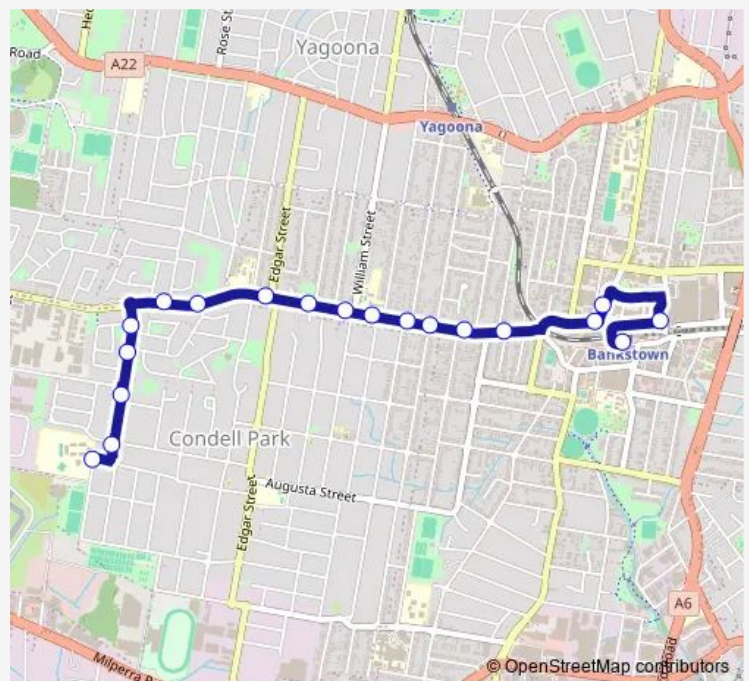 Yagoona
Rose St
Hec
Road
A22
Yagoona
Edgar Street
William Street
Bankstown
Condell Park
Augusta Street
Edgar Street
A6
Milperra
© OpenStreetMap contributors